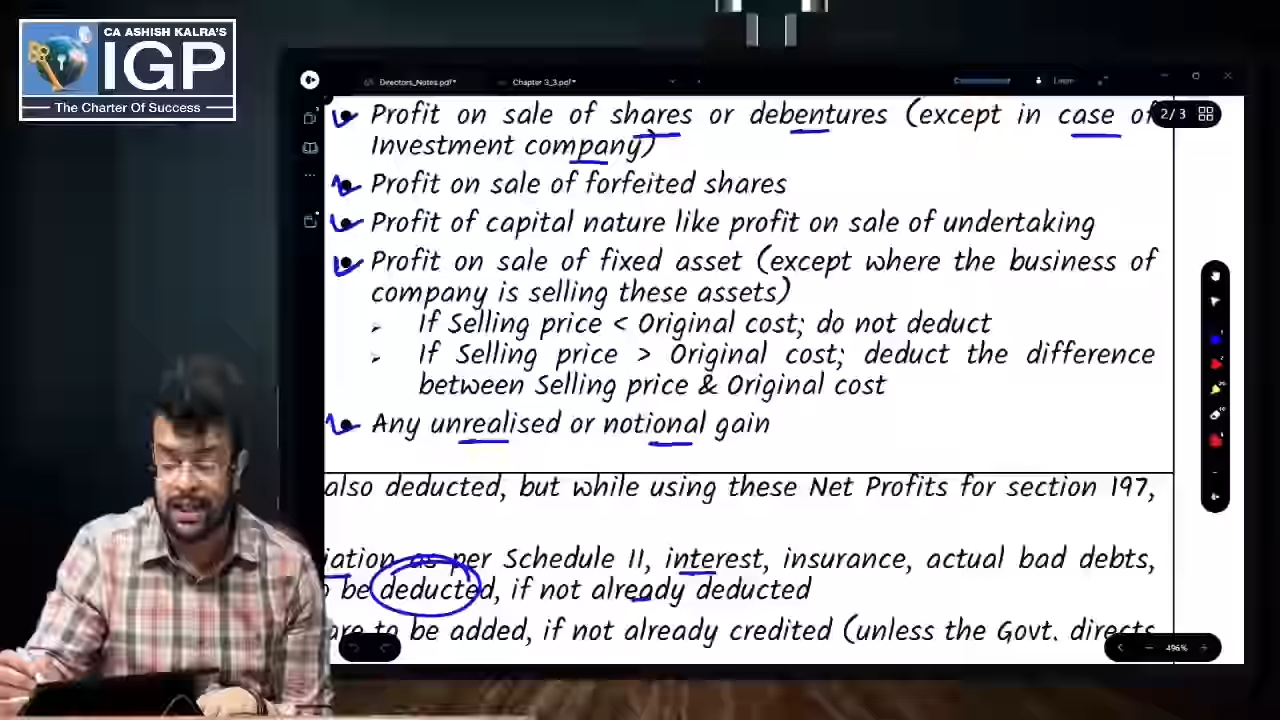 CA ASHISH KALRA'S
IGP
The Charter Of Success
Directors_Notes.pdf*
Chapter 3_3.pdf*
2/3
Profit on sale of shares or debentures (except in case of
Investment company)
Profit on sale of forfeited shares
Profit of capital nature like profit on sale of undertaking
Profit on sale of fixed asset (except where the business of
company is selling these assets)
If Selling price < Original cost; do not deduct
If Selling price > Original cost; deduct the difference
between Selling price & Original cost
Any unrealised or notional gain
also deducted, but while using these Net Profits for section 197,
iation as per Schedule II, interest, insurance, actual bad debts,
be deducted, if not already deducted
are to be added, if not already credited (unless the Govt. directs
496%